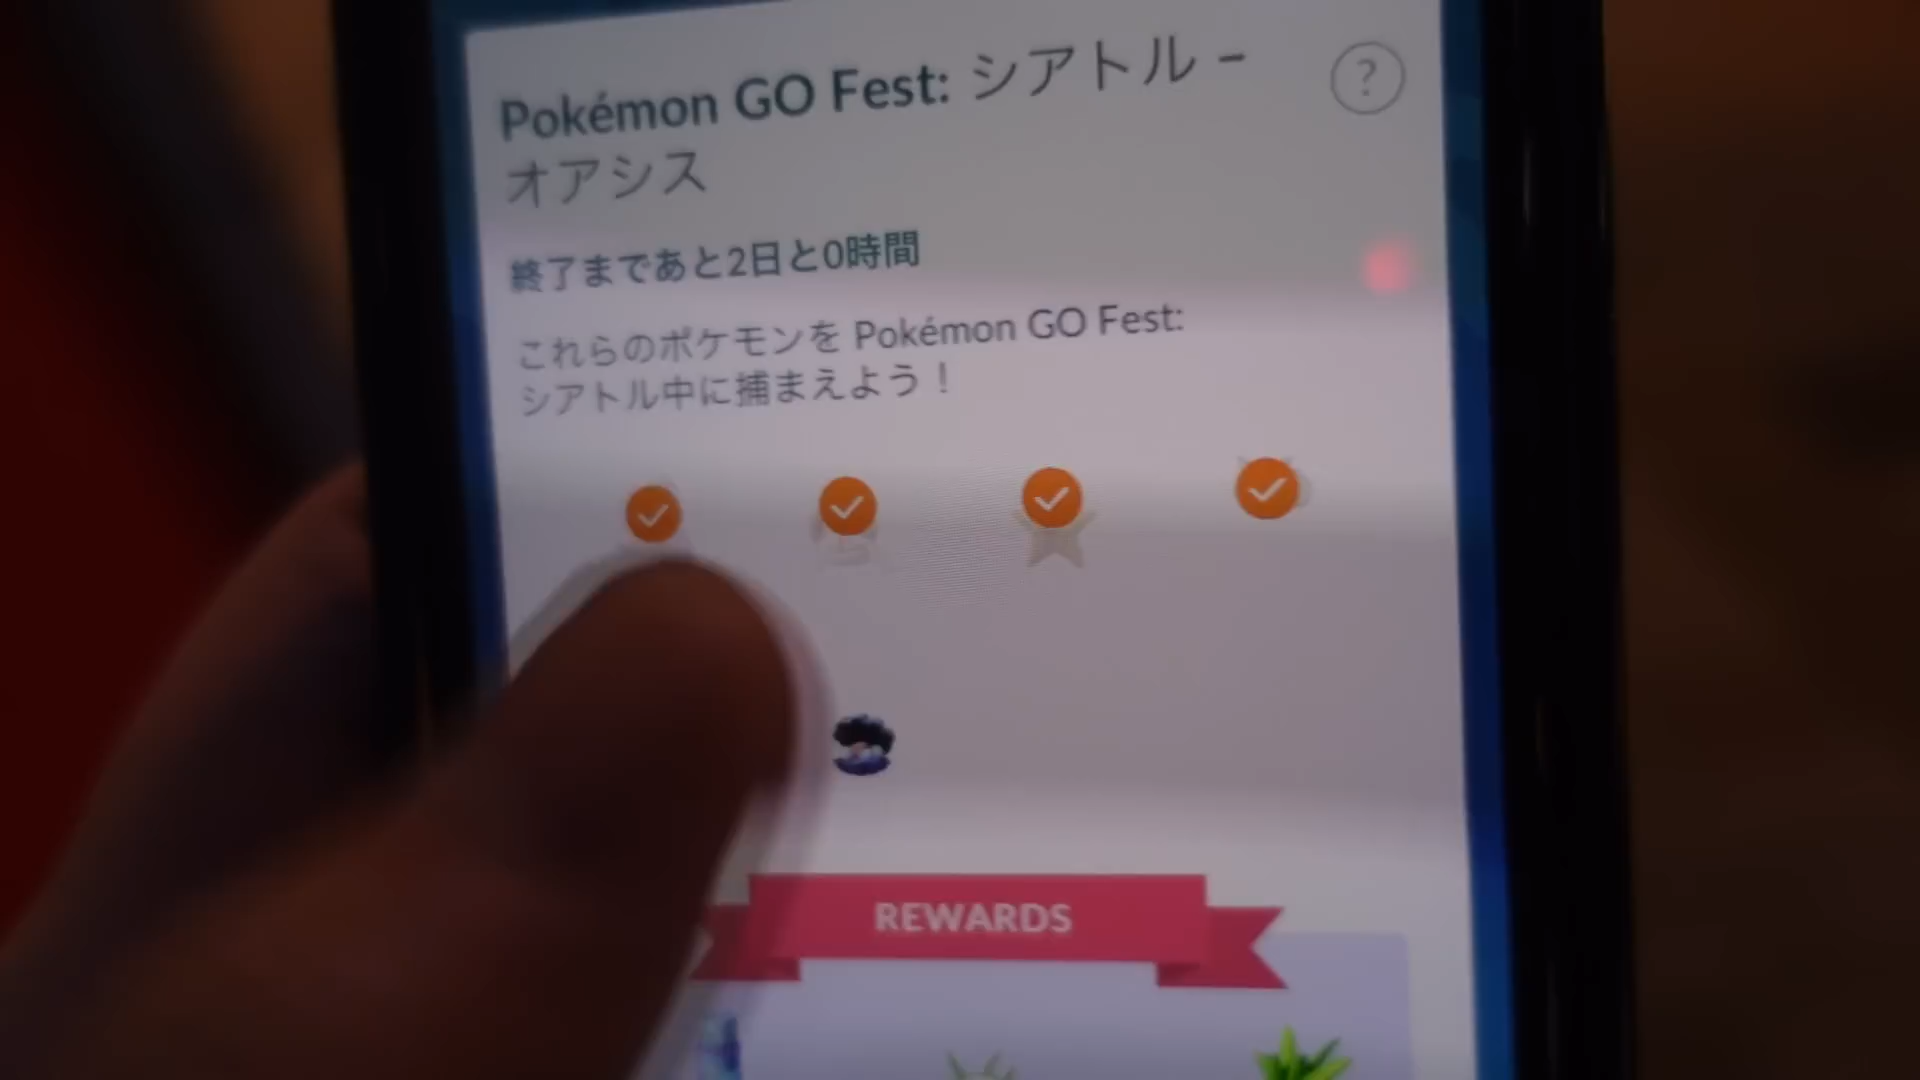 Pokémon GO Fest: シアトル -
オアシス
?
終了まであと2日と0時間
これらのポケモンを Pokémon GO Fest:
シアトル中に捕まえよう！
REWARDS